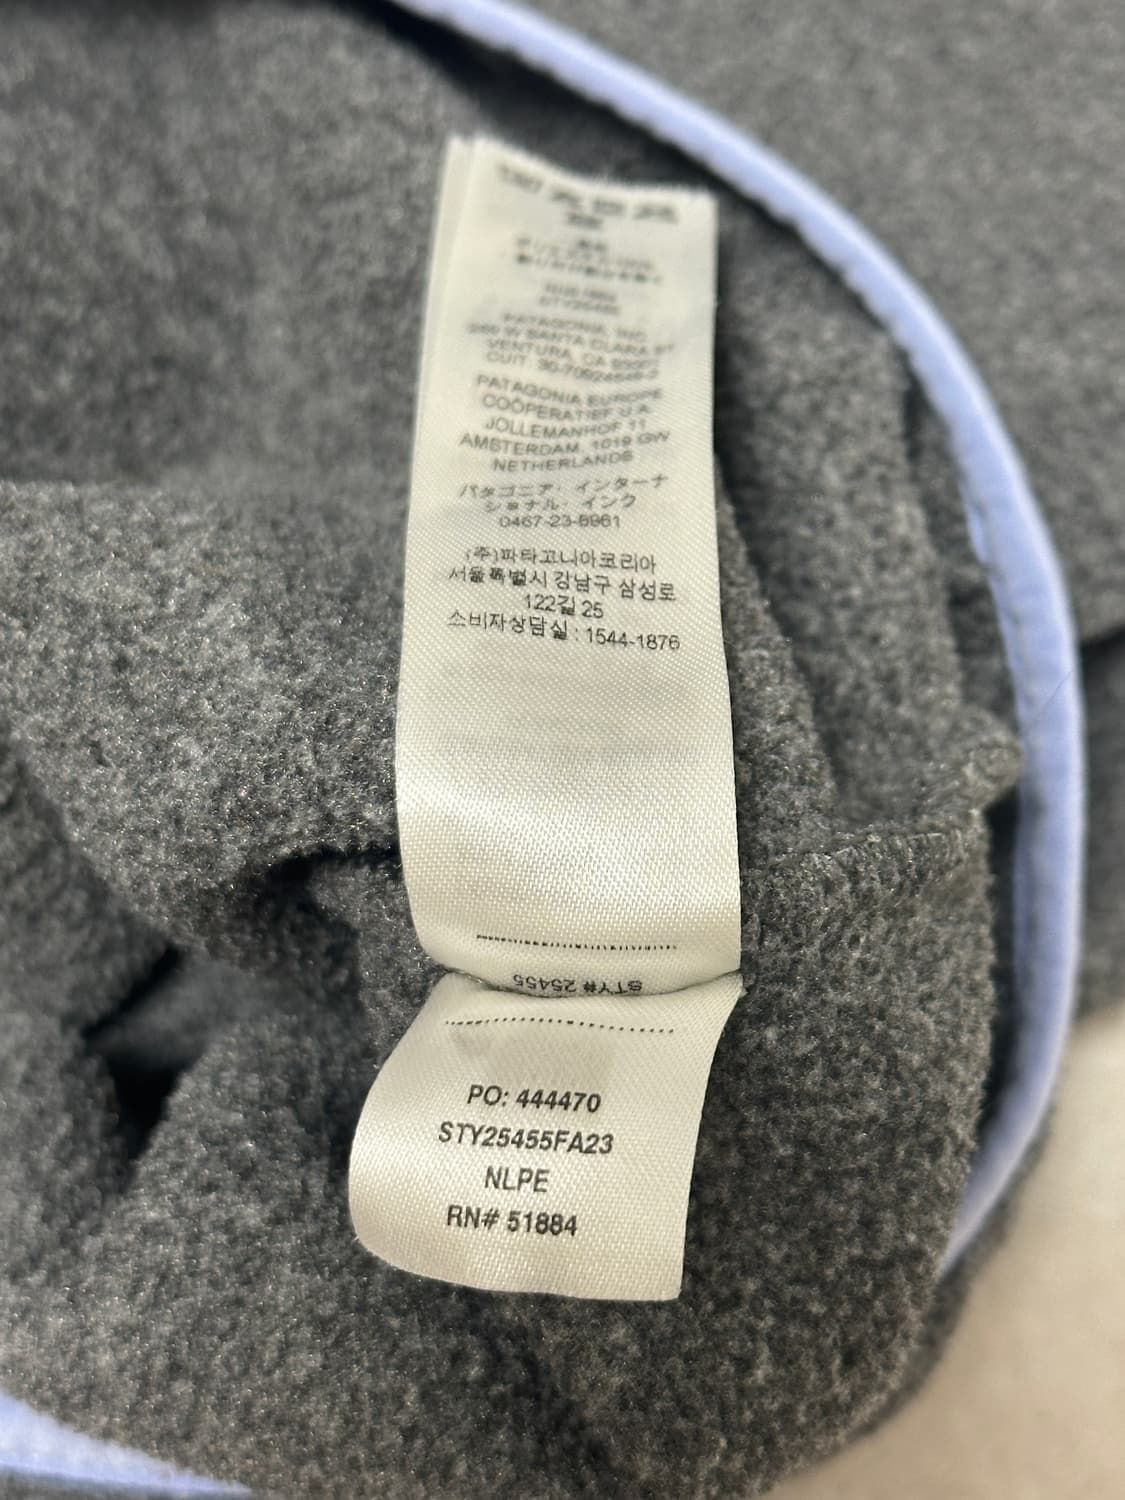 STY25455
PATAGONIA, INC.
259 W SANTA CLARA ST
VENTURA, CA
CUIT
PATAGONIA EUROPE
COÖPERATIEF U.A.
JOLLEMANHOF 11
AMSTERDAM, 1019 GW
NETHERLANDS
パタゴニア・インターナ
ショナル・インク
0467-23-8961
(주)파타고니아코리아
서울특별시 강남구 삼성로
122길 25
소비자상담실 : 1544-1876
STY# 25455
PO: 444470
STY25455FA23
NLPE
RN# 51884